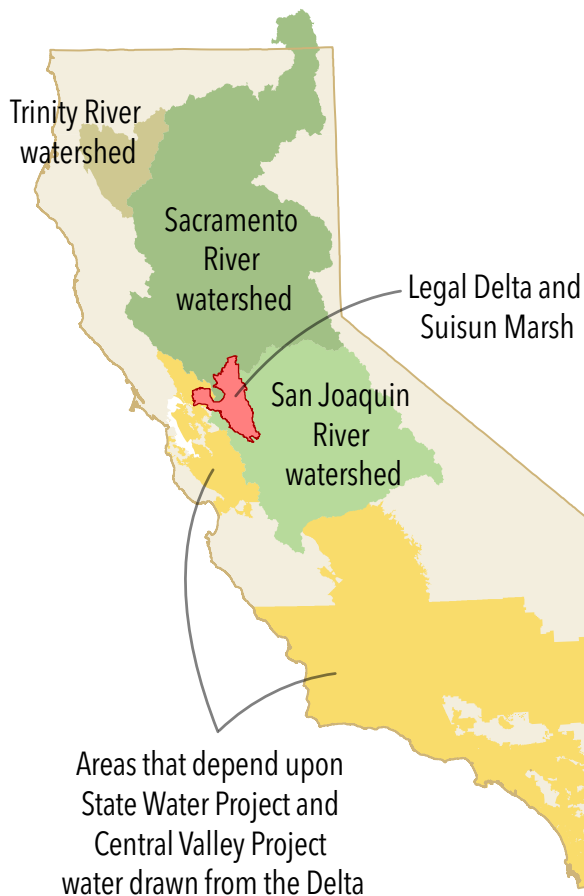 Trinity River
watershed
Sacramento
River
watershed
Legal Delta and
Suisun Marsh
San Joaquin
River
watershed
Areas that depend upon
State Water Project and
Central Valley Project
water drawn from the Delta